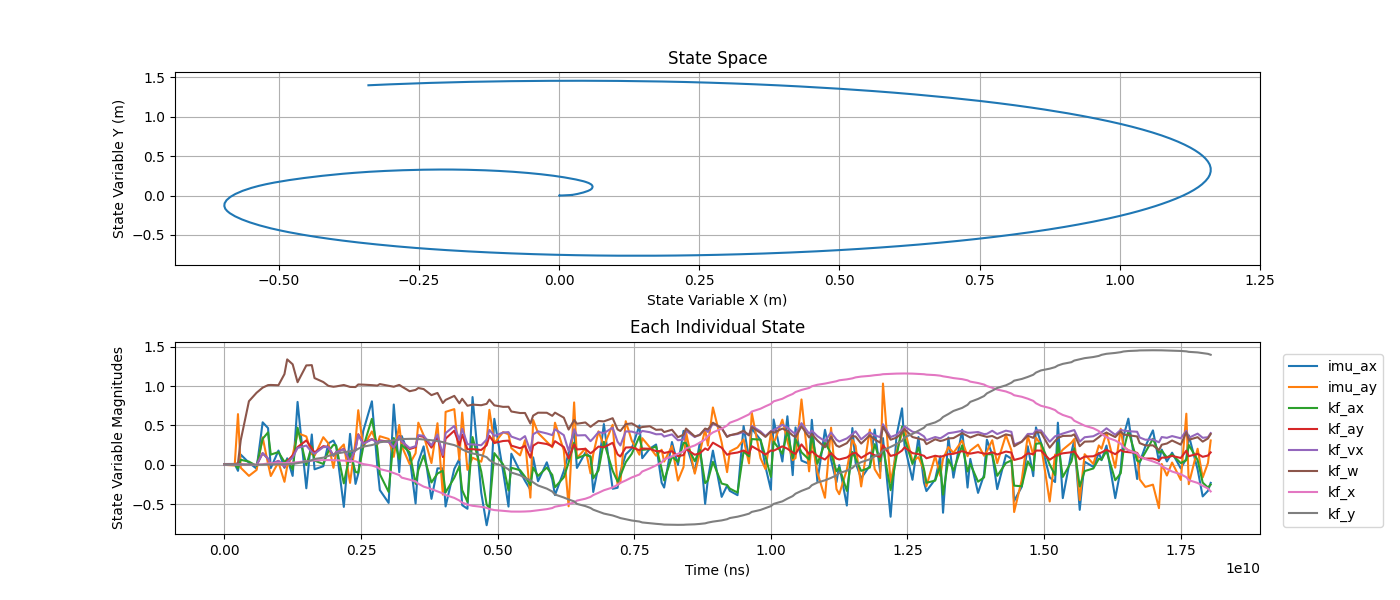 State Space
1.5
1.0
0.5
0.0
−0.5
State Variable Y (m)
−0.50 −0.25 0.00 0.25 0.50 0.75 1.00 1.25
State Variable X (m)
Each Individual State
1.5
1.0
0.5
0.0
−0.5
State Variable Magnitudes
0.00 0.25 0.50 0.75 1.00 1.25 1.50 1.75
1e10
Time (ns)
imu_ax
imu_ay
kf_ax
kf_ay
kf_vx
kf_w
kf_x
kf_y